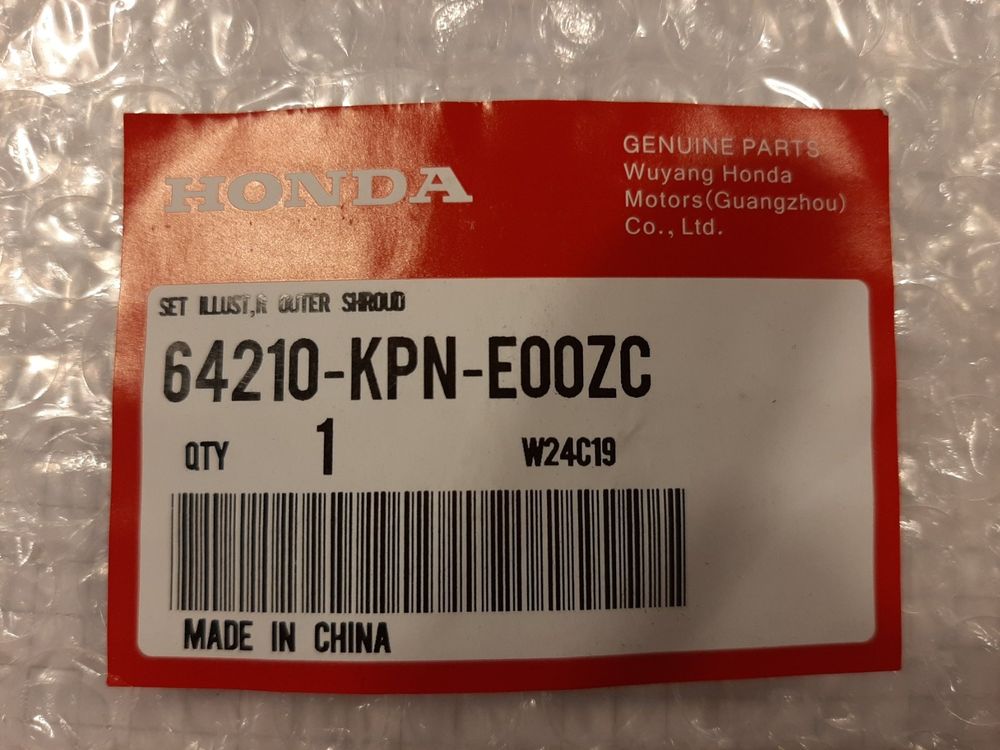 HONDA
GENUINE PARTS
Wuyang Honda
Motors(Guangzhou)
Co., Ltd.
SET ILLUST,R OUTER SHROUD
64210-KPN-E00ZC
QTY 1 W24C19
MADE IN CHINA